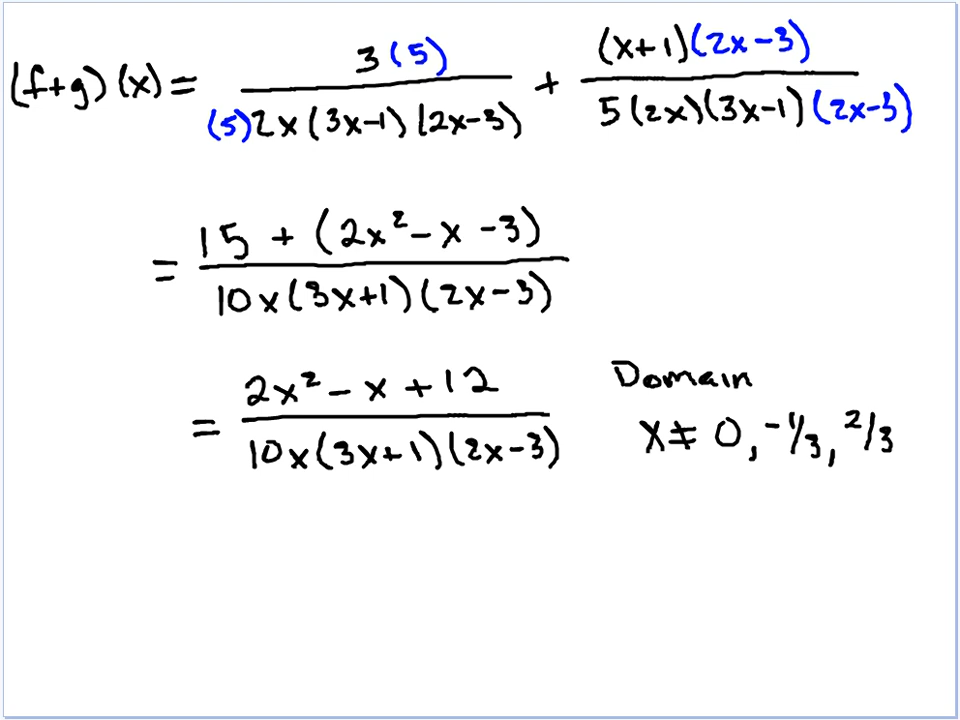 (f+g)(x) = 3(5) / (5)2x(3x-1)(2x-3) + (x+1)(2x-3) / 5(2x)(3x-1)(2x-3)
= 15 + (2x² - x - 3) / 10x(3x+1)(2x-3)
Domain
= 2x² - x + 12 / 10x(3x+1)(2x-3)
x ≠ 0, -1/3, 2/3